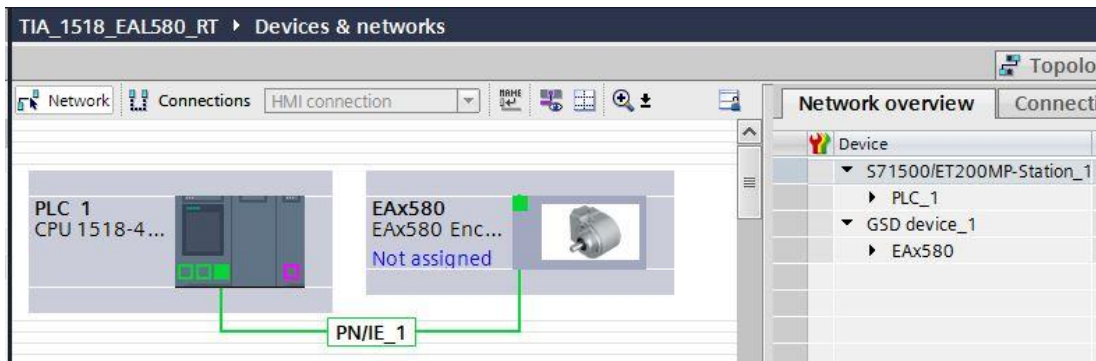 TIA_1518_EAL580_RT ▸ Devices & networks
Topolo
Network Connections HMI connection
Network overview Connecti
Device
S71500/ET200MP-Station_1
PLC_1
GSD device_1
EAx580
PLC 1
CPU 1518-4...
EAx580
EAx580 Enc...
Not assigned
PN/IE_1